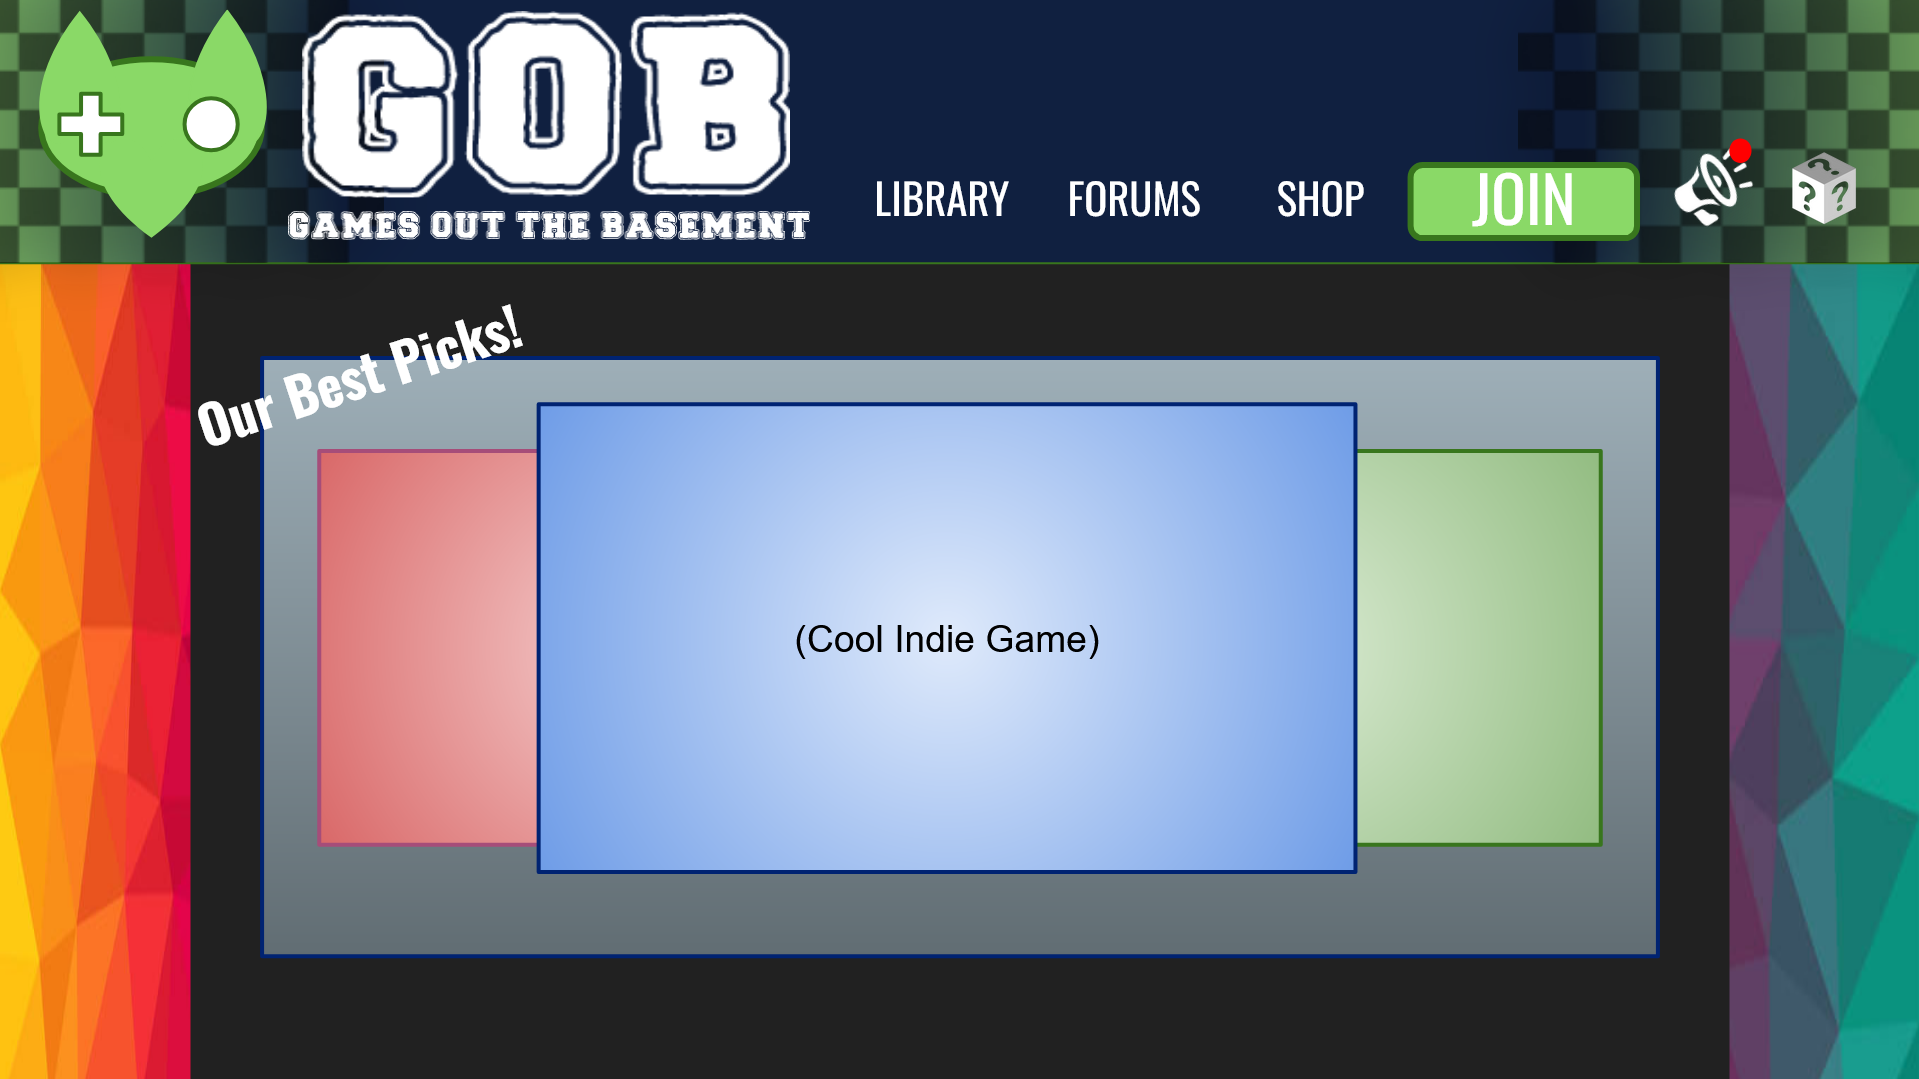 GOB
GAMES OUT THE BASEMENT
LIBRARY
FORUMS
SHOP
JOIN
? ? ?
Our Best Picks!
(Cool Indie Game)